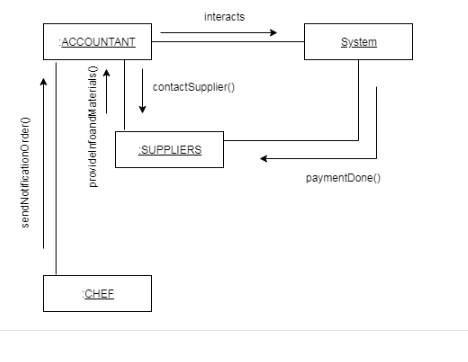 interacts
:ACCOUNTANT
System
contactSupplier()
provideInfoandMaterials()
sendNotificationOrder()
:SUPPLIERS
paymentDone()
:CHEF